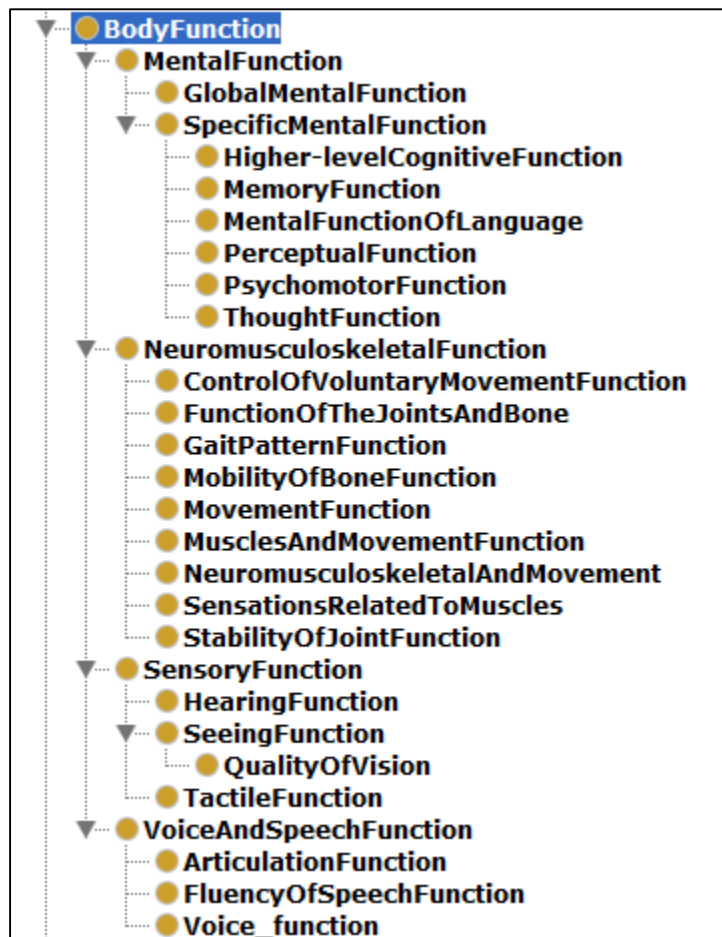 BodyFunction
MentalFunction
GlobalMentalFunction
SpecificMentalFunction
Higher-levelCognitiveFunction
MemoryFunction
MentalFunctionOfLanguage
PerceptualFunction
PsychomotorFunction
ThoughtFunction
NeuromusculoskeletalFunction
ControlOfVoluntaryMovementFunction
FunctionOfTheJointsAndBone
GaitPatternFunction
MobilityOfBoneFunction
MovementFunction
MusclesAndMovementFunction
NeuromusculoskeletalAndMovement
SensationsRelatedToMuscles
StabilityOfJointFunction
SensoryFunction
HearingFunction
SeeingFunction
QualityOfVision
TactileFunction
VoiceAndSpeechFunction
ArticulationFunction
FluencyOfSpeechFunction
Voice_function